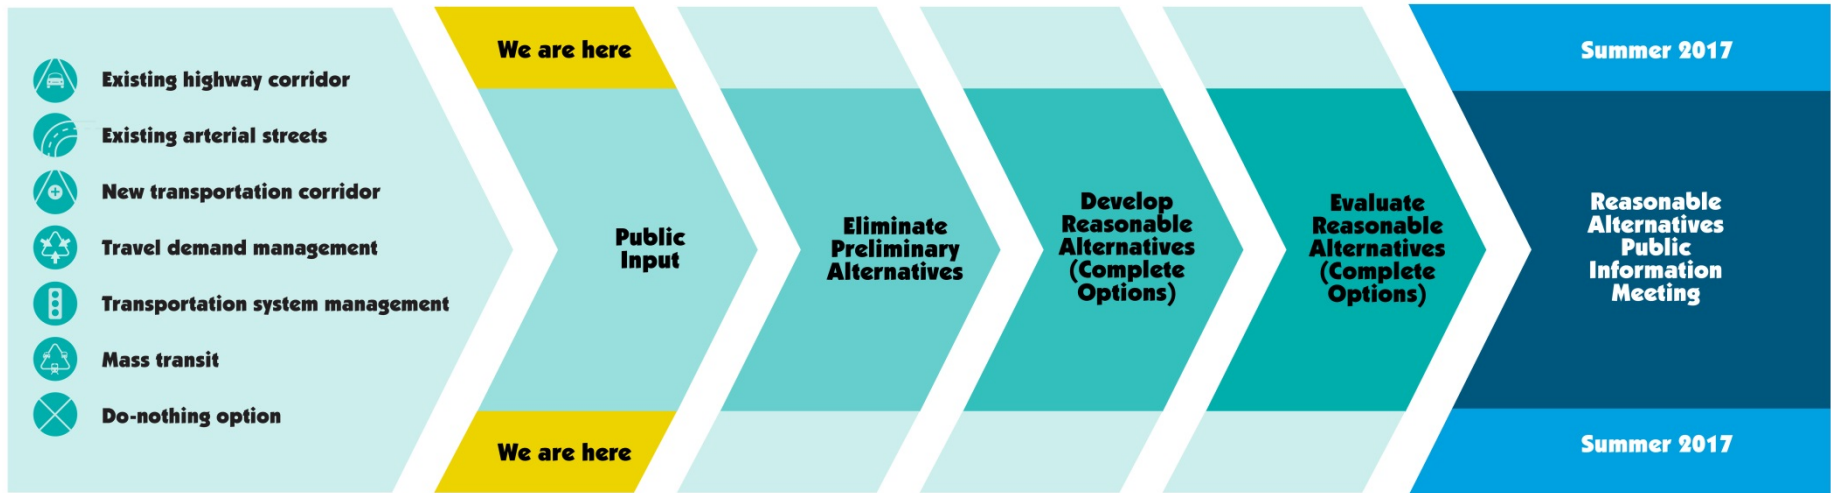 Existing highway corridor
Existing arterial streets
New transportation corridor
Travel demand management
Transportation system management
Mass transit
Do-nothing option
We are here
Public
Input
We are here
Eliminate
Preliminary
Alternatives
Develop
Reasonable
Alternatives
(Complete
Options)
Evaluate
Reasonable
Alternatives
(Complete
Options)
Summer 2017
Reasonable
Alternatives
Public
Information
Meeting
Summer 2017